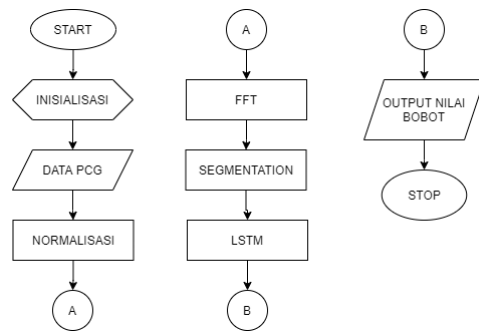 START
INISIALISASI
DATA PCG
NORMALISASI
A
A
FFT
SEGMENTATION
LSTM
B
B
OUTPUT NILAI
BOBOT
STOP